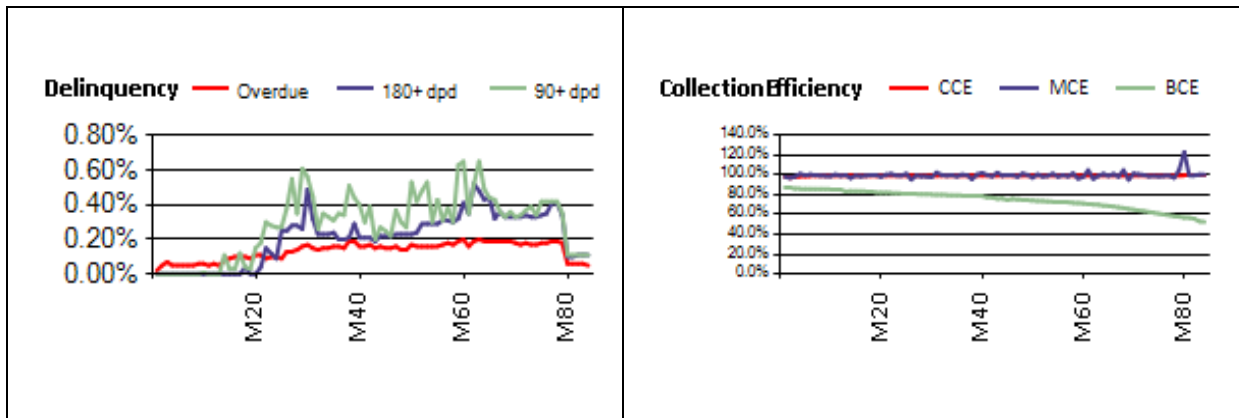 Delinquency Overdue 180+ dpd 90+ dpd
0.80%
0.60%
0.40%
0.20%
0.00%
M20
M40
M60
M80
Collection Efficiency CCE MCE BCE
140.0%
120.0%
100.0%
80.0%
60.0%
40.0%
20.0%
0.0%
M20
M40
M60
M80